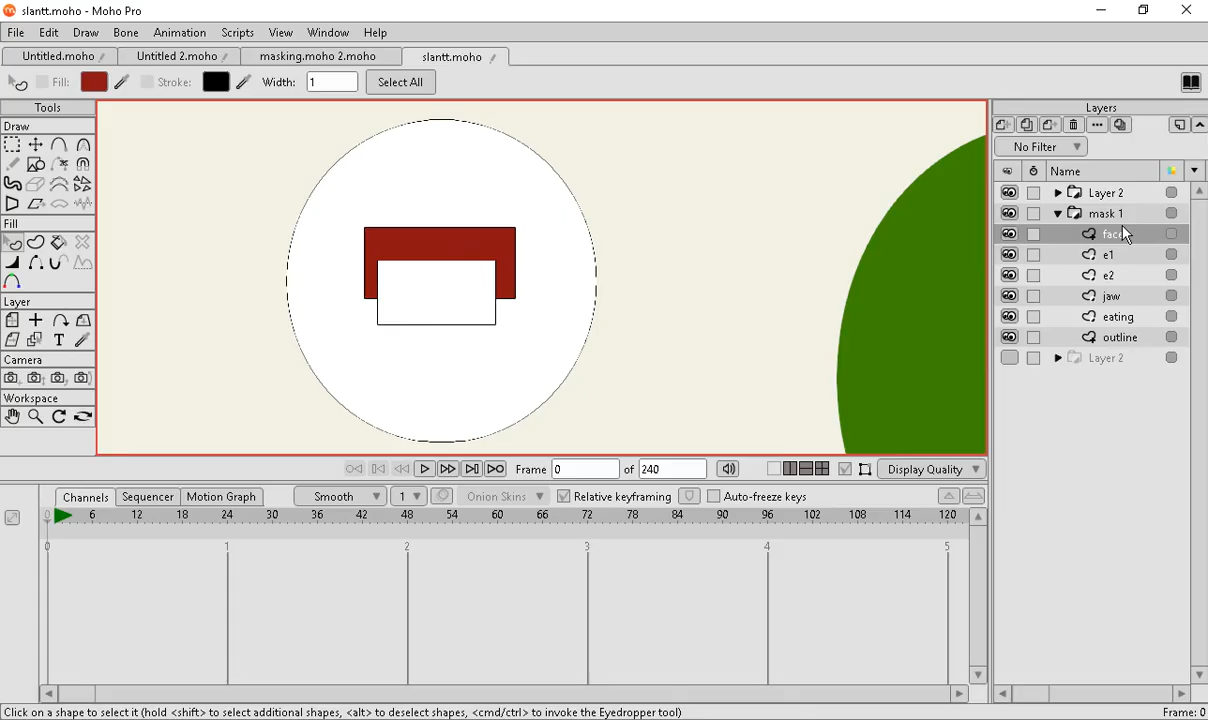 slantt.moho - Moho Pro
File Edit Draw Bone Animation Scripts View Window Help
Untitled.moho Untitled 2.moho masking.moho 2.moho slantt.moho
Fill: Stroke: Width: 1 Select All
Tools
Draw
Fill
Layer
Camera
Workspace
Layers
No Filter
Name
Layer 2
mask 1
face
e1
e2
jaw
eating
outline
Layer 2
Frame 0 of 240 Display Quality
Channels Sequencer Motion Graph Smooth 1 Onion Skins Relative keyframing Auto-freeze keys
0 6 12 18 24 30 36 42 48 54 60 66 72 78 84 90 96 102 108 114 120
0 1 2 3 4 5
Click on a shape to select it (hold <shift> to select additional shapes, <alt> to deselect shapes, <cmd/ctrl> to invoke the Eyedropper tool) Frame: 0